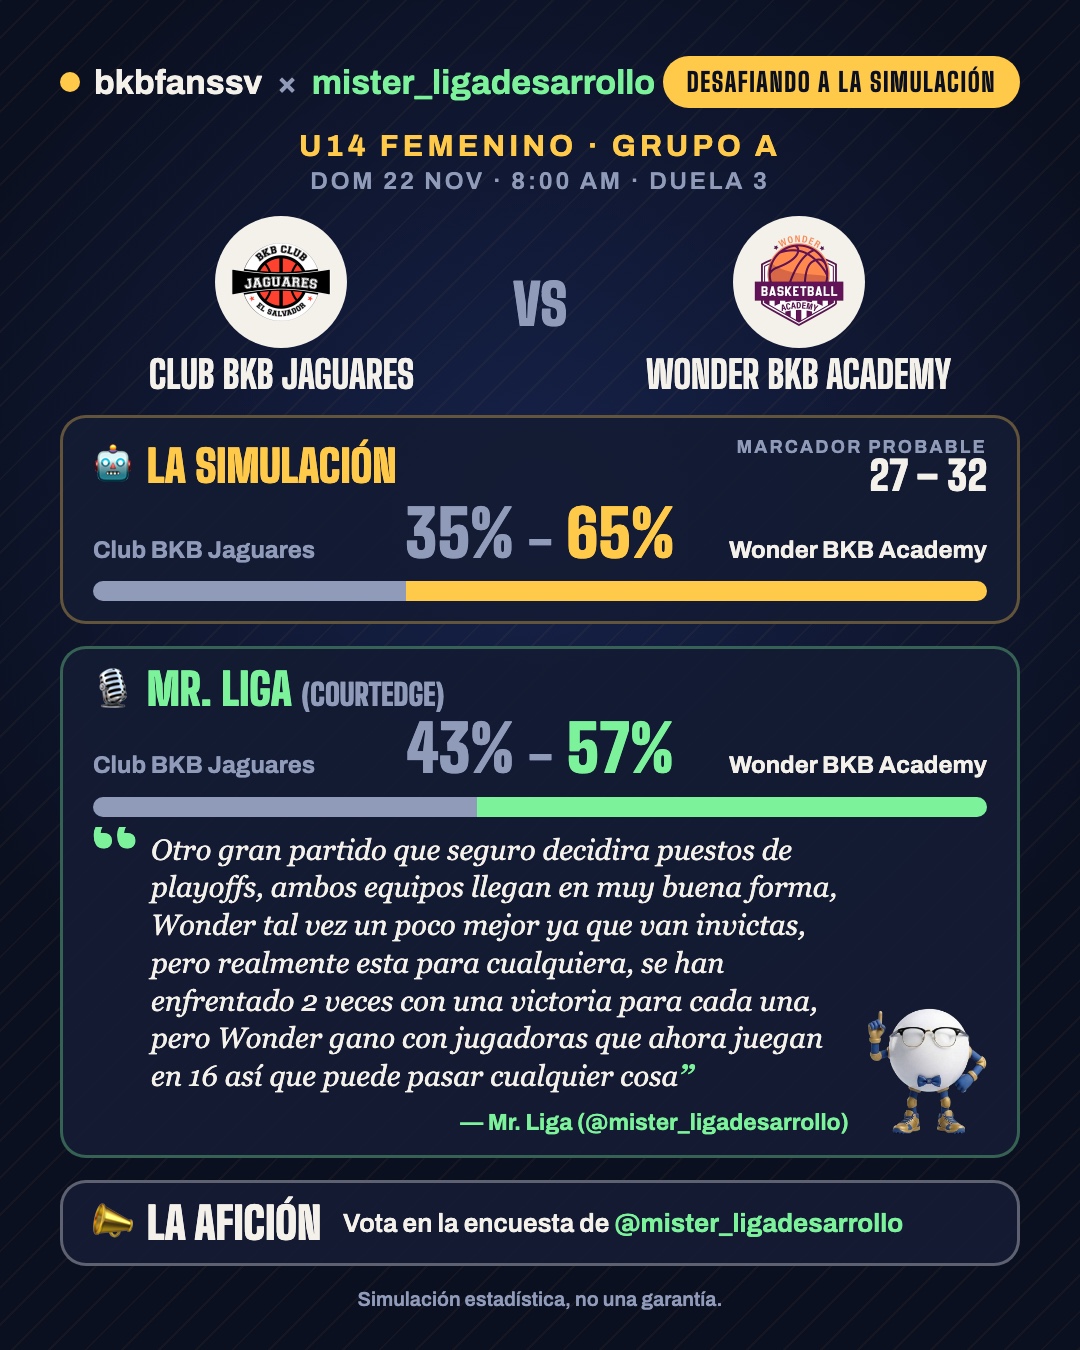 bkbfanssv × mister_ligadesarrollo DESAFIANDO A LA SIMULACIÓN
U14 FEMENINO · GRUPO A
DOM 22 NOV · 8:00 AM · DUELA 3
BKB CLUB
JAGUARES
EL SALVADOR
VS
WONDER
BASKETBALL
ACADEMY
CLUB BKB JAGUARES
WONDER BKB ACADEMY
LA SIMULACIÓN
MARCADOR PROBABLE
27 – 32
Club BKB Jaguares 35% – 65% Wonder BKB Academy
MR. LIGA (COURTEDGE)
Club BKB Jaguares 43% – 57% Wonder BKB Academy
“Otro gran partido que seguro decidira puestos de
playoffs, ambos equipos llegan en muy buena forma,
Wonder tal vez un poco mejor ya que van invictas,
pero realmente esta para cualquiera, se han
enfrentado 2 veces con una victoria para cada una,
pero Wonder gano con jugadoras que ahora juegan
en 16 así que puede pasar cualquier cosa”
— Mr. Liga (@mister_ligadesarrollo)
LA AFICIÓN Vota en la encuesta de @mister_ligadesarrollo
Simulación estadística, no una garantía.